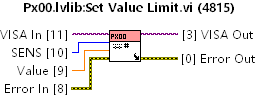 Px00.lvlib:Set Value Limit.vi (4815)
VISA In [11]
SENS [10]
Value [9]
Error In [8]
PX00
[3] VISA Out
[0] Error Out